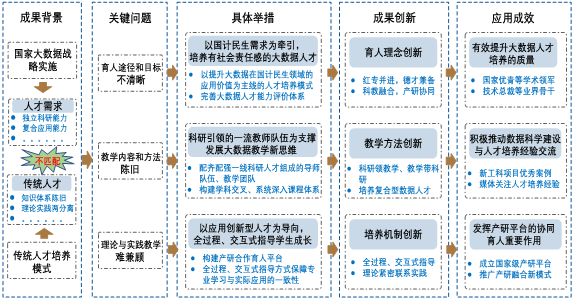 成果背景
国家大数据战
略实施
人才需求
独立科研能力
复合应用能力
. . . . . .
不匹配
传统人才
知识体系陈旧
理论实践两分离
. . . . . .
传统人才培养
模式
关键问题
育人途径和目标
不清晰
教学内容和方法
陈旧
理论与实践教学
难兼顾
具体举措
以国计民生需求为牵引，
培养有社会责任感的大数据人才
以提升大数据在国计民生领域的
应用价值为主线的人才培养模式
完善大数据人才能力评价体系
科研引领的一流教师队伍为支撑
发展大数据教学新思维
配齐配强一线科研人才组成的导师
队伍、教学团队
构建学科交叉、系统深入课程体系
以应用创新型人才为导向，
全过程、交互式指导学生成长
构建产研合作育人平台
全过程、交互式指导方式保障专
业学习与实际应用的一致性
成果创新
育人理念创新
红专并进，德才兼备
科教融合，产研协同
教学方法创新
科研领教学、教学带科
研
培养复合型数据人才
培养机制创新
全过程、交互式指导
理论紧密联系实践
应用成效
有效提升大数据人才
培养的质量
国家优青等学术领军
技术总裁等业界骨干
积极推动数据科学建设
与人才培养经验交流
新工科项目优秀案例
媒体关注人才培养经验
发挥产研平台的协同
育人重要作用
成立国家级产研平台
推广产研融合新模式